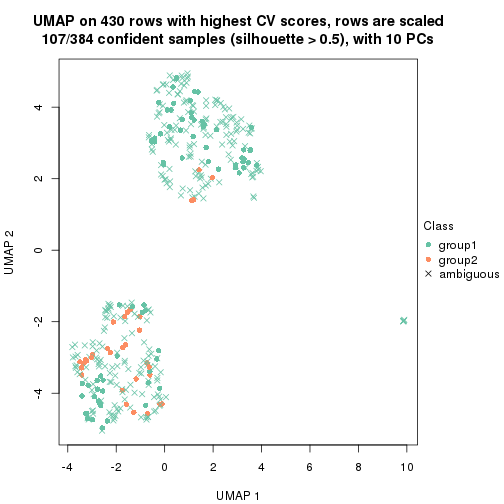 UMAP on 430 rows with highest CV scores, rows are scaled
107/384 confident samples (silhouette > 0.5), with 10 PCs
4
2
0
-2
-4
UMAP 2
-4
-2
0
2
4
6
8
10
UMAP 1
Class
group1
group2
ambiguous